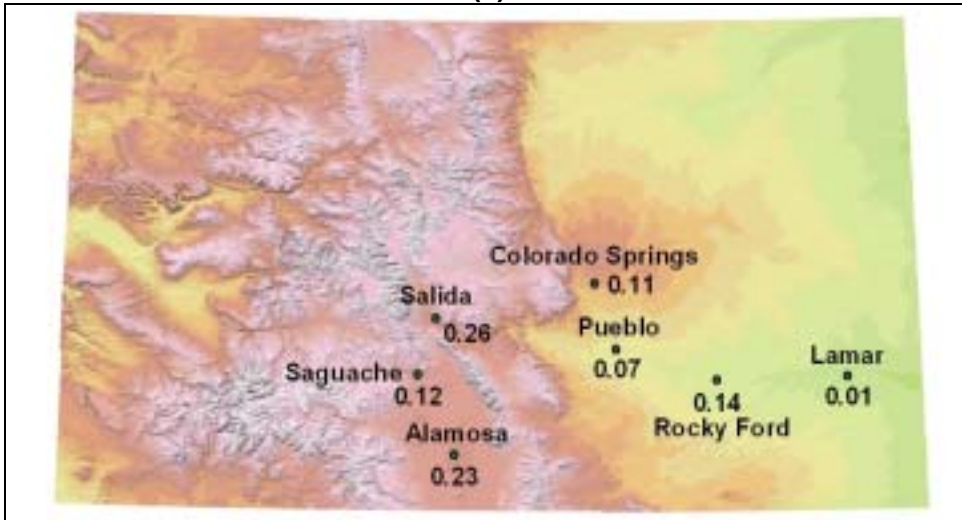 Colorado Springs
0.11
Salida
0.26
Pueblo
0.07
Lamar
0.01
Saguache
0.12
0.14
Rocky Ford
Alamosa
0.23